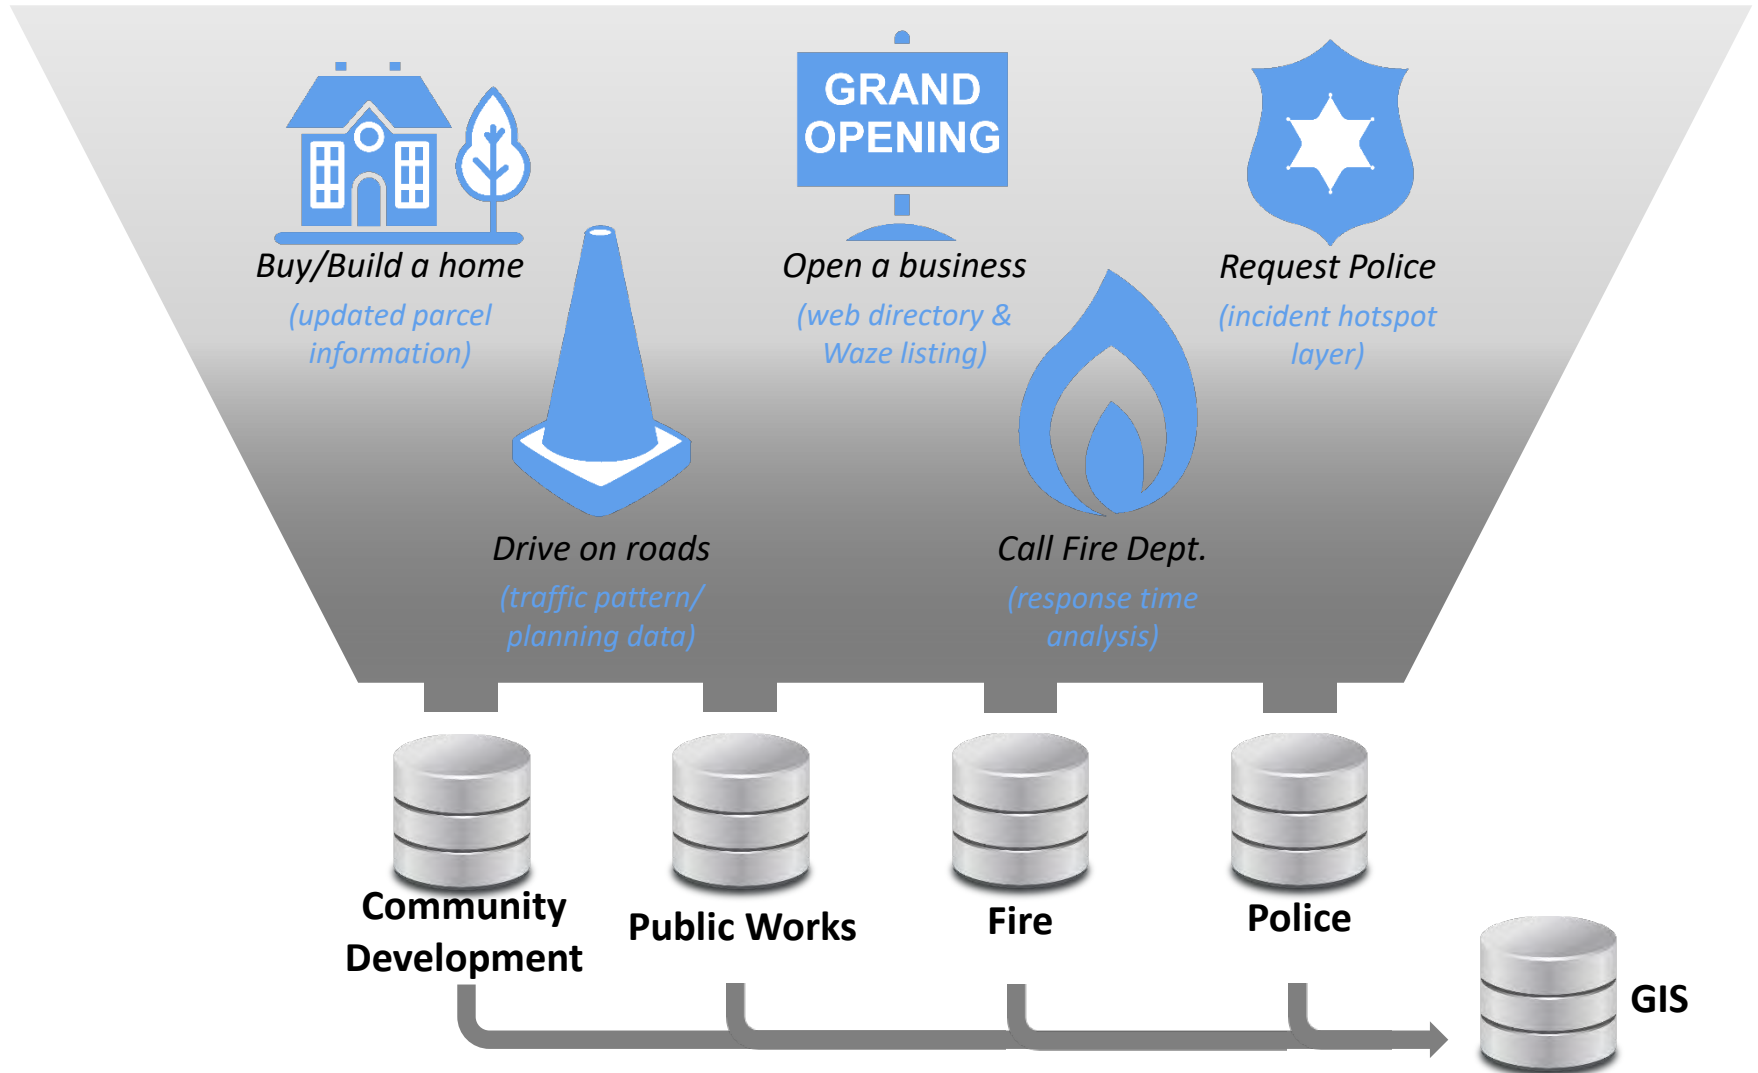 GRAND
OPENING
Buy/Build a home
(updated parcel
information)
Open a business
(web directory &
Waze listing)
Request Police
(incident hotspot
layer)
Drive on roads
(traffic pattern/
planning data)
Call Fire Dept.
(response time
analysis)
Community
Development
Public Works
Fire
Police
GIS